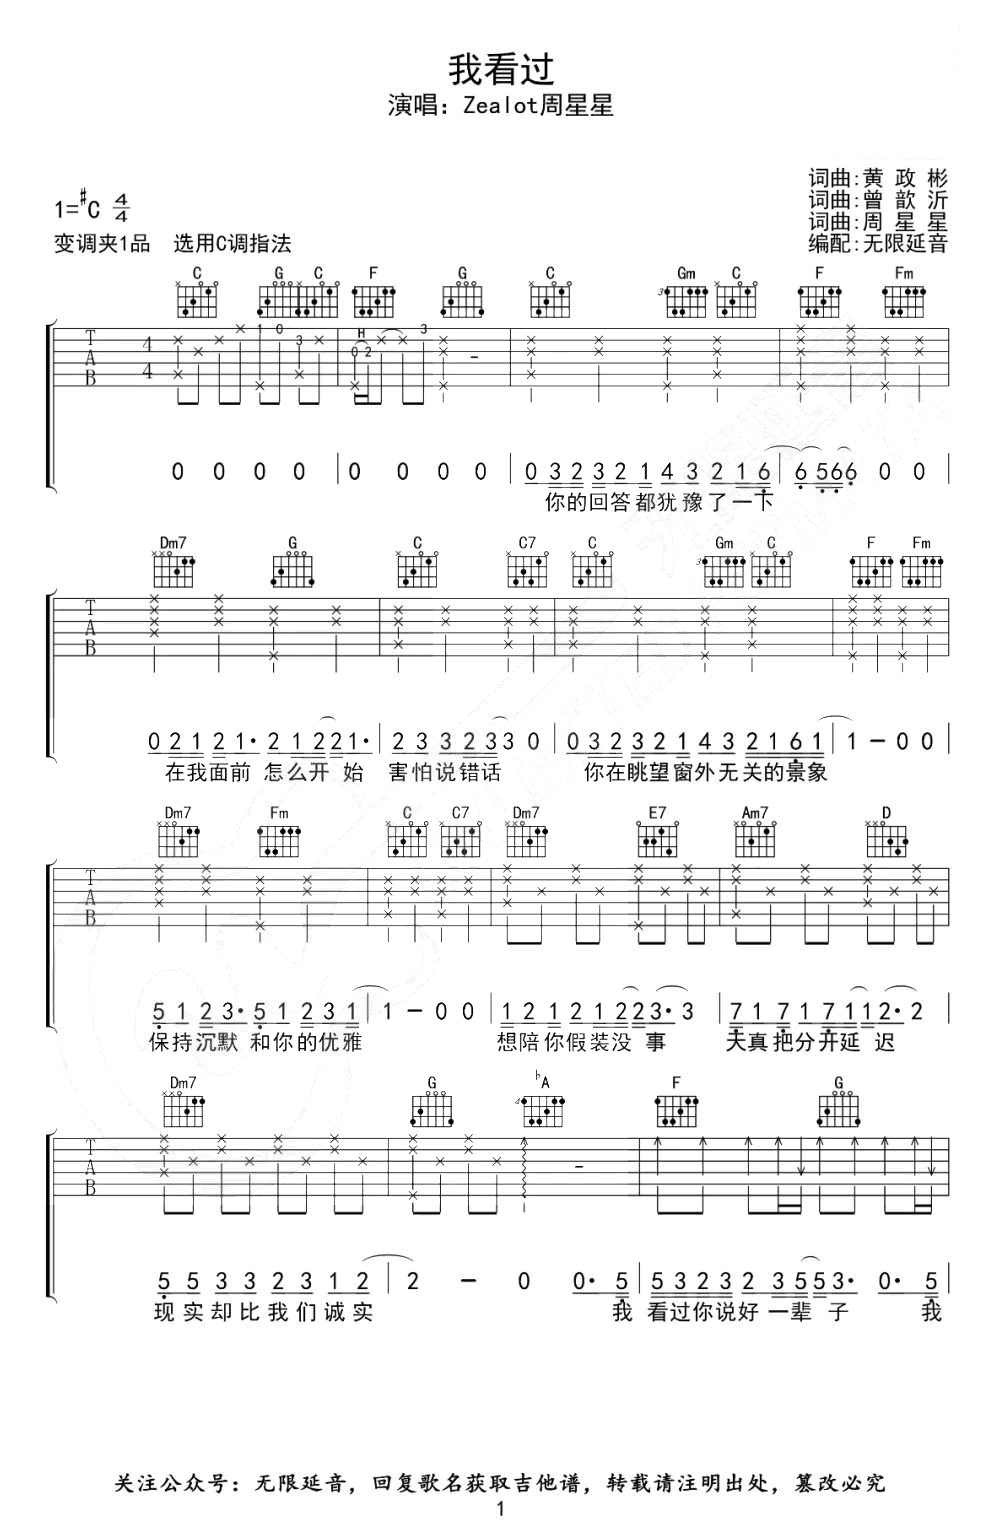 我看过
演唱：Zealot周星星
词曲:黄政彬
1=#C 4/4
词曲:曾歆沂
词曲:周星星
变调夹1品 选用C调指法
编配:无限延音
C G C F G C Gm C F Fm
3
T A B 4 4 1 0 3 H 0 2 3 -
0 0 0 0 0 0 0 0 0 3 2 3 2 1 4 3 2 1 6 6 5 6 6 0 0
你的回答都犹豫了一下
Dm7 G C C7 C Gm C F Fm
3
T A B
0 2 1 2 1· 2 1 2 2 1· 2 3 3 2 3 3 0 0 3 2 3 2 1 4 3 2 1 6 1 1 - 0 0
在我面前 怎么开始 害怕说错话 你在眺望窗外无关的景象
Dm7 Fm C C7 Dm7 E7 Am7 D
T A B
5 1 2 3· 5 1 2 3 1 1 - 0 0 1 2 1 2 1 2 2 3· 3 7 1 7 1 7 1 1 2· 2
保持沉默 和你的优雅 想陪你假装没事 天真把分开延迟
Dm7 G bA F G
4
T A B -
5 5 3 3 2 3 1 2 2 - 0 0· 5 5 3 2 3 2 3 5 5 3· 0· 5
现实却比我们诚实 我 看过你说好一辈子 我
关注公众号：无限延音，回复歌名获取吉他谱，转载请注明出处，篡改必究
1